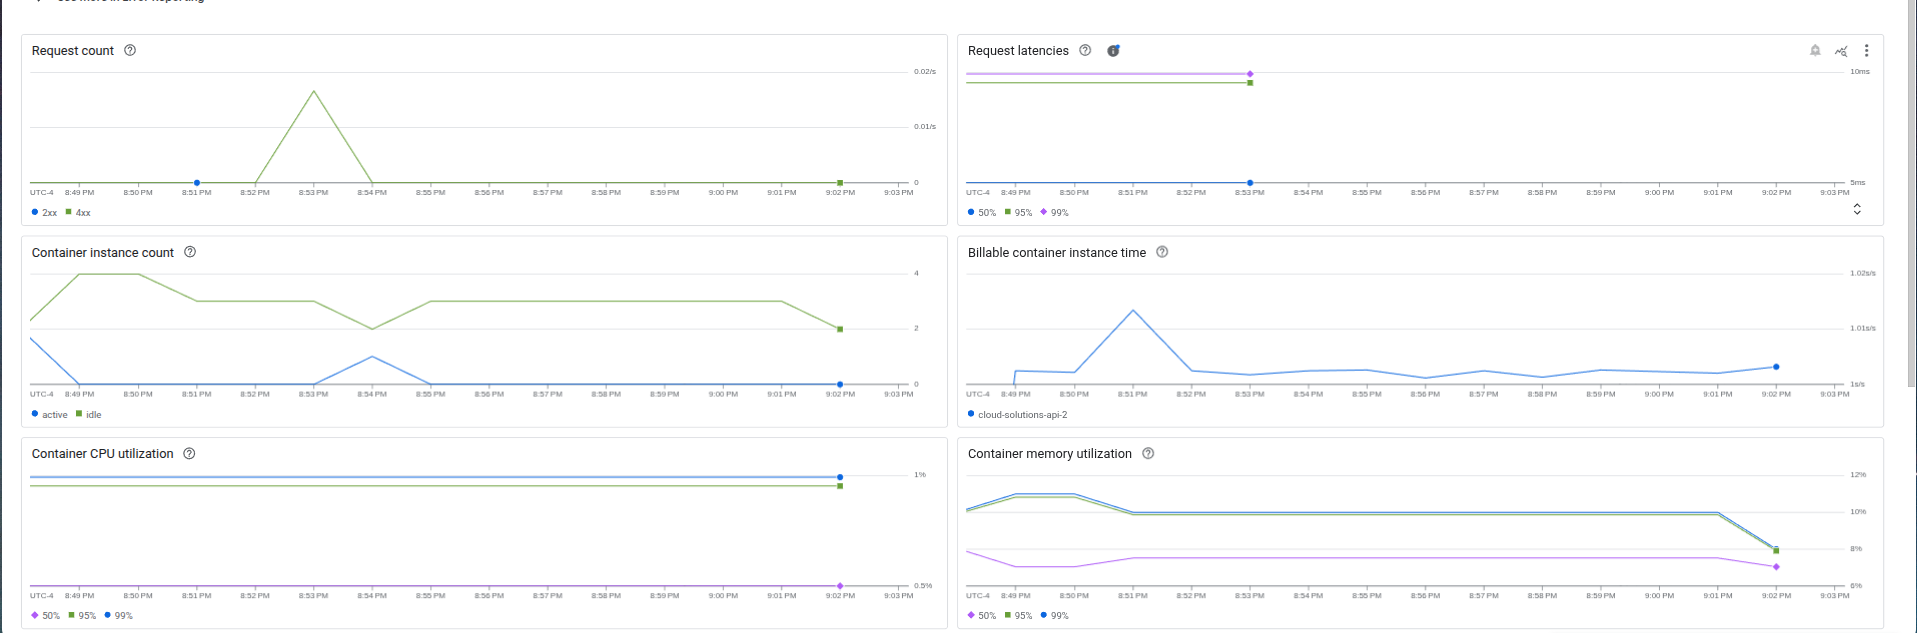 See more in Error Reporting
Request count
0.02/s
0.01/s
0
UTC-4 8:49 PM 8:50 PM 8:51 PM 8:52 PM 8:53 PM 8:54 PM 8:55 PM 8:56 PM 8:57 PM 8:58 PM 8:59 PM 9:00 PM 9:01 PM 9:02 PM 9:03 PM
2xx 4xx
Request latencies
10ms
5ms
UTC-4 8:49 PM 8:50 PM 8:51 PM 8:52 PM 8:53 PM 8:54 PM 8:55 PM 8:56 PM 8:57 PM 8:58 PM 8:59 PM 9:00 PM 9:01 PM 9:02 PM 9:03 PM
50% 95% 99%
Container instance count
4
2
0
UTC-4 8:49 PM 8:50 PM 8:51 PM 8:52 PM 8:53 PM 8:54 PM 8:55 PM 8:56 PM 8:57 PM 8:58 PM 8:59 PM 9:00 PM 9:01 PM 9:02 PM 9:03 PM
active idle
Billable container instance time
1.02s/s
1.01s/s
1s/s
UTC-4 8:49 PM 8:50 PM 8:51 PM 8:52 PM 8:53 PM 8:54 PM 8:55 PM 8:56 PM 8:57 PM 8:58 PM 8:59 PM 9:00 PM 9:01 PM 9:02 PM 9:03 PM
cloud-solutions-api-2
Container CPU utilization
1%
0.5%
UTC-4 8:49 PM 8:50 PM 8:51 PM 8:52 PM 8:53 PM 8:54 PM 8:55 PM 8:56 PM 8:57 PM 8:58 PM 8:59 PM 9:00 PM 9:01 PM 9:02 PM 9:03 PM
50% 95% 99%
Container memory utilization
12%
10%
8%
6%
UTC-4 8:49 PM 8:50 PM 8:51 PM 8:52 PM 8:53 PM 8:54 PM 8:55 PM 8:56 PM 8:57 PM 8:58 PM 8:59 PM 9:00 PM 9:01 PM 9:02 PM 9:03 PM
50% 95% 99%